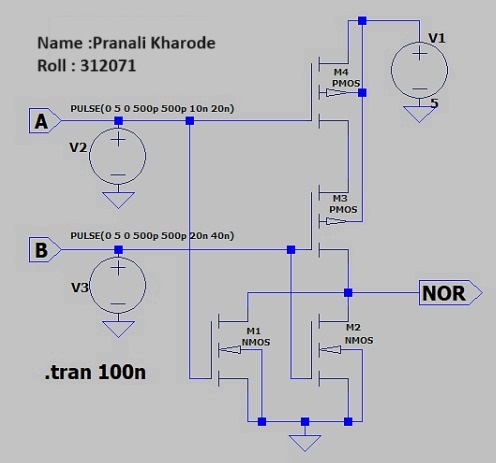 Name :Pranali Kharode
Roll : 312071
V1
M4
PMOS
5
PULSE(0 5 0 500p 500p 10n 20n)
A
V2
M3
PMOS
PULSE(0 5 0 500p 500p 20n 40n)
B
V3
NOR
M1
NMOS
M2
NMOS
.tran 100n